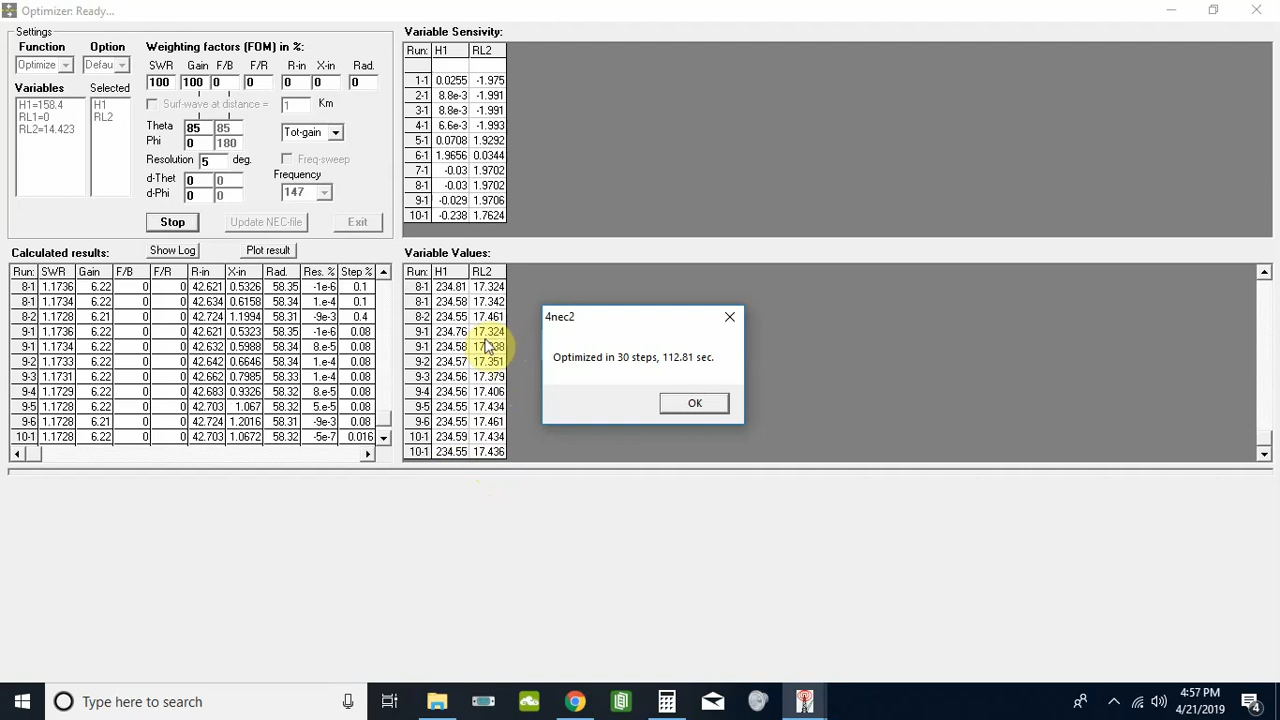 Optimizer: Ready...
Settings
Function Option Weighting factors (FOM) in %:
SWR Gain F/B F/R R-in X-in Rad.
Optimize Defau 100 100 0 0 0 0 0
Variables Selected
H1=158.4 H1
RL1=0 RL2
RL2=14.423
Surf-wave at distance = 1 Km
Theta 85 85 Tot-gain
Phi 0 180
Resolution 5 deg. Freq-sweep
d-Thet 0 0 Frequency
d-Phi 0 0 147
Stop Update NEC-file Exit
Variable Sensivity:
Run: H1 RL2
1-1 0.0255 -1.975
2-1 8.8e-3 -1.991
3-1 8.8e-3 -1.991
4-1 6.6e-3 -1.993
5-1 0.0708 1.9292
6-1 1.9656 0.0344
7-1 -0.03 1.9702
8-1 -0.03 1.9702
9-1 -0.029 1.9706
10-1 -0.238 1.7624
Calculated results: Show Log Plot result
Run: SWR Gain F/B F/R R-in X-in Rad. Res. % Step %
8-1 1.1736 6.22 0 0 42.621 0.5326 58.35 -1e-6 0.1
8-1 1.1734 6.22 0 0 42.634 0.6158 58.34 1.e-4 0.1
8-2 1.1728 6.21 0 0 42.724 1.1994 58.31 -9e-3 0.4
9-1 1.1736 6.22 0 0 42.621 0.5323 58.35 -1e-6 0.08
9-1 1.1734 6.22 0 0 42.632 0.5988 58.34 8.e-5 0.08
9-2 1.1733 6.22 0 0 42.642 0.6646 58.34 1.e-4 0.08
9-3 1.1731 6.22 0 0 42.662 0.7985 58.33 1.e-4 0.08
9-4 1.1730 6.22 0 0 42.683 0.9326 58.32 8.e-5 0.08
9-5 1.1728 6.22 0 0 42.703 1.067 58.32 5.e-5 0.08
9-6 1.1728 6.21 0 0 42.724 1.2016 58.31 -9e-3 0.08
10-1 1.1728 6.22 0 0 42.703 1.0672 58.32 -5e-7 0.016
Variable Values:
Run: H1 RL2
8-1 234.81 17.324
8-1 234.58 17.342
8-2 234.55 17.461
9-1 234.76 17.324
9-1 234.58
9-2 234.57 17.351
9-3 234.56 17.379
9-4 234.56 17.406
9-5 234.55 17.434
9-6 234.55 17.461
10-1 234.59 17.434
10-1 234.55 17.436
4nec2
Optimized in 30 steps, 112.81 sec.
OK
Type here to search
4:57 PM
4/21/2019
4